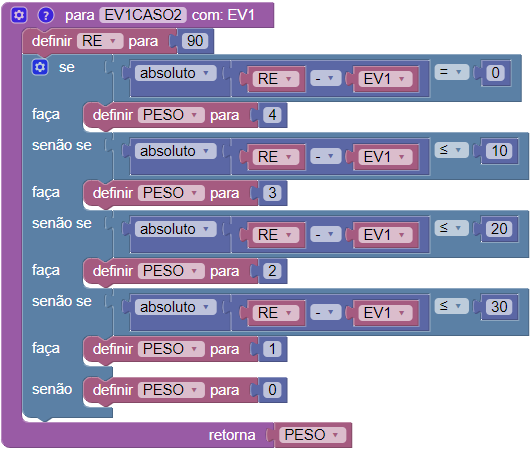 ? para EV1CASO2 com: EV1
definir RE para 90
se absoluto RE - EV1 = 0
faça definir PESO para 4
senão se absoluto RE - EV1 ≤ 10
faça definir PESO para 3
senão se absoluto RE - EV1 ≤ 20
faça definir PESO para 2
senão se absoluto RE - EV1 ≤ 30
faça definir PESO para 1
senão definir PESO para 0
retorna PESO